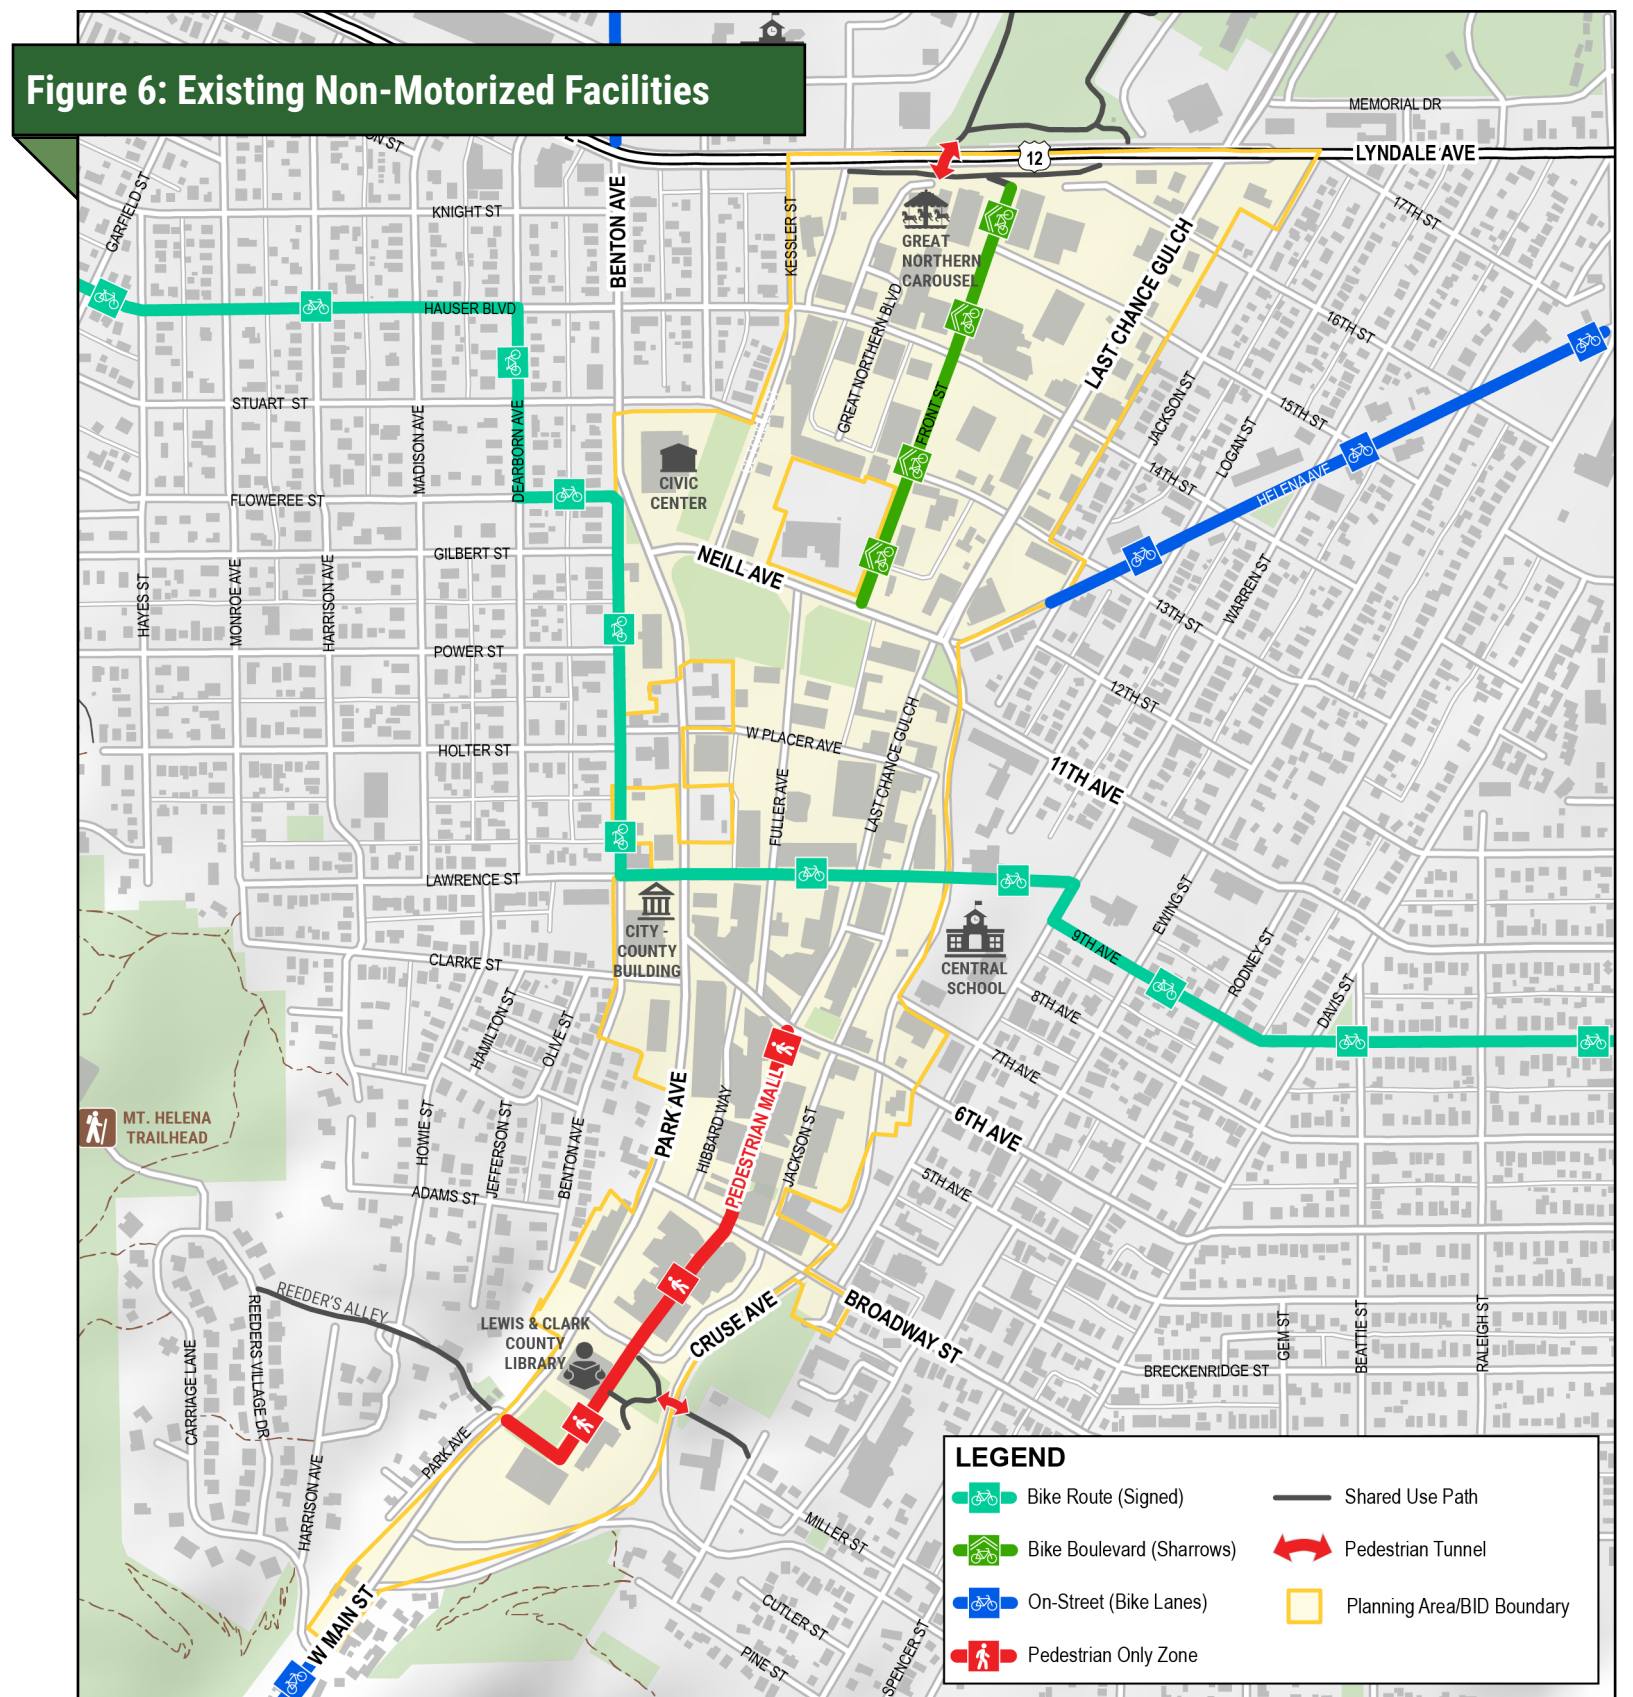 Figure 6: Existing Non-Motorized Facilities
MEMORIAL DR
12
LYNDALE AVE
GARFIELD ST
KNIGHT ST
BENTON AVE
KESSLER ST
GREAT
NORTHERN
CAROUSEL
17TH ST
LAST CHANCE GULCH
HAUSER BLVD
GREAT NORTHERN BLVD
16TH ST
STUART ST
MADISON AVE
DEARBORN AVE
FRONT ST
JACKSON ST
15TH ST
LOGAN ST
CIVIC
CENTER
14TH ST
HELENA AVE
FLOWEREE ST
GILBERT ST
NEILL AVE
HAYES ST
MONROE AVE
HARRISON AVE
WARREN ST
13TH ST
POWER ST
12TH ST
HOLTER ST
W PLACER AVE
LAST CHANCE GULCH
11TH AVE
FULLER AVE
LAWRENCE ST
CITY -
COUNTY
BUILDING
CENTRAL
SCHOOL
EWING ST
9TH AVE
RODNEY ST
CLARKE ST
DAVIS ST
8TH AVE
HAMILTON ST
OLIVE ST
7TH AVE
PEDESTRIAN MALL
MT. HELENA
TRAILHEAD
HOWIE ST
JEFFERSON ST
BENTON AVE
PARK AVE
HIBBARD WAY
JACKSON ST
6TH AVE
ADAMS ST
5TH AVE
REEDER'S ALLEY
REEDERS VILLAGE DR
CARRIAGE LANE
LEWIS & CLARK
COUNTY
LIBRARY
CRUSE AVE
BROADWAY ST
GEM ST
BEATTIE ST
RALEIGH ST
BRECKENRIDGE ST
PARK AVE
HARRISON AVE
W MAIN ST
MILLER ST
CUTLER ST
PINE ST
SPENCER ST
LEGEND
Bike Route (Signed)
Bike Boulevard (Sharrows)
On-Street (Bike Lanes)
Pedestrian Only Zone
Shared Use Path
Pedestrian Tunnel
Planning Area/BID Boundary